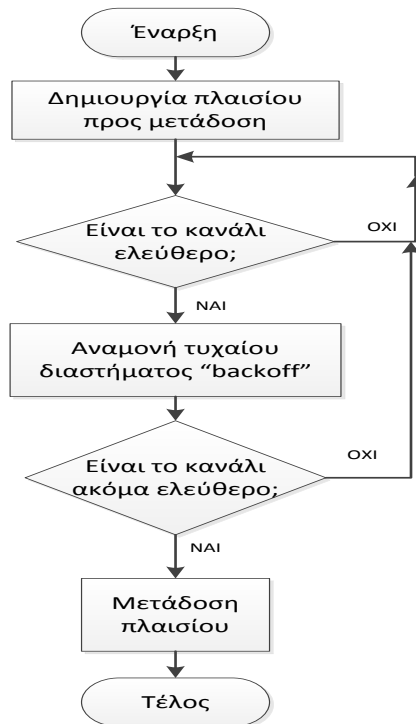 Έναρξη
Δημιουργία πλαισίου
προς μετάδοση
Είναι το κανάλι
ελεύθερο;
ΟΧΙ
ΝΑΙ
Αναμονή τυχαίου
διαστήματος “backoff”
Είναι το κανάλι
ακόμα ελεύθερο;
ΟΧΙ
ΝΑΙ
Μετάδοση
πλαισίου
Τέλος